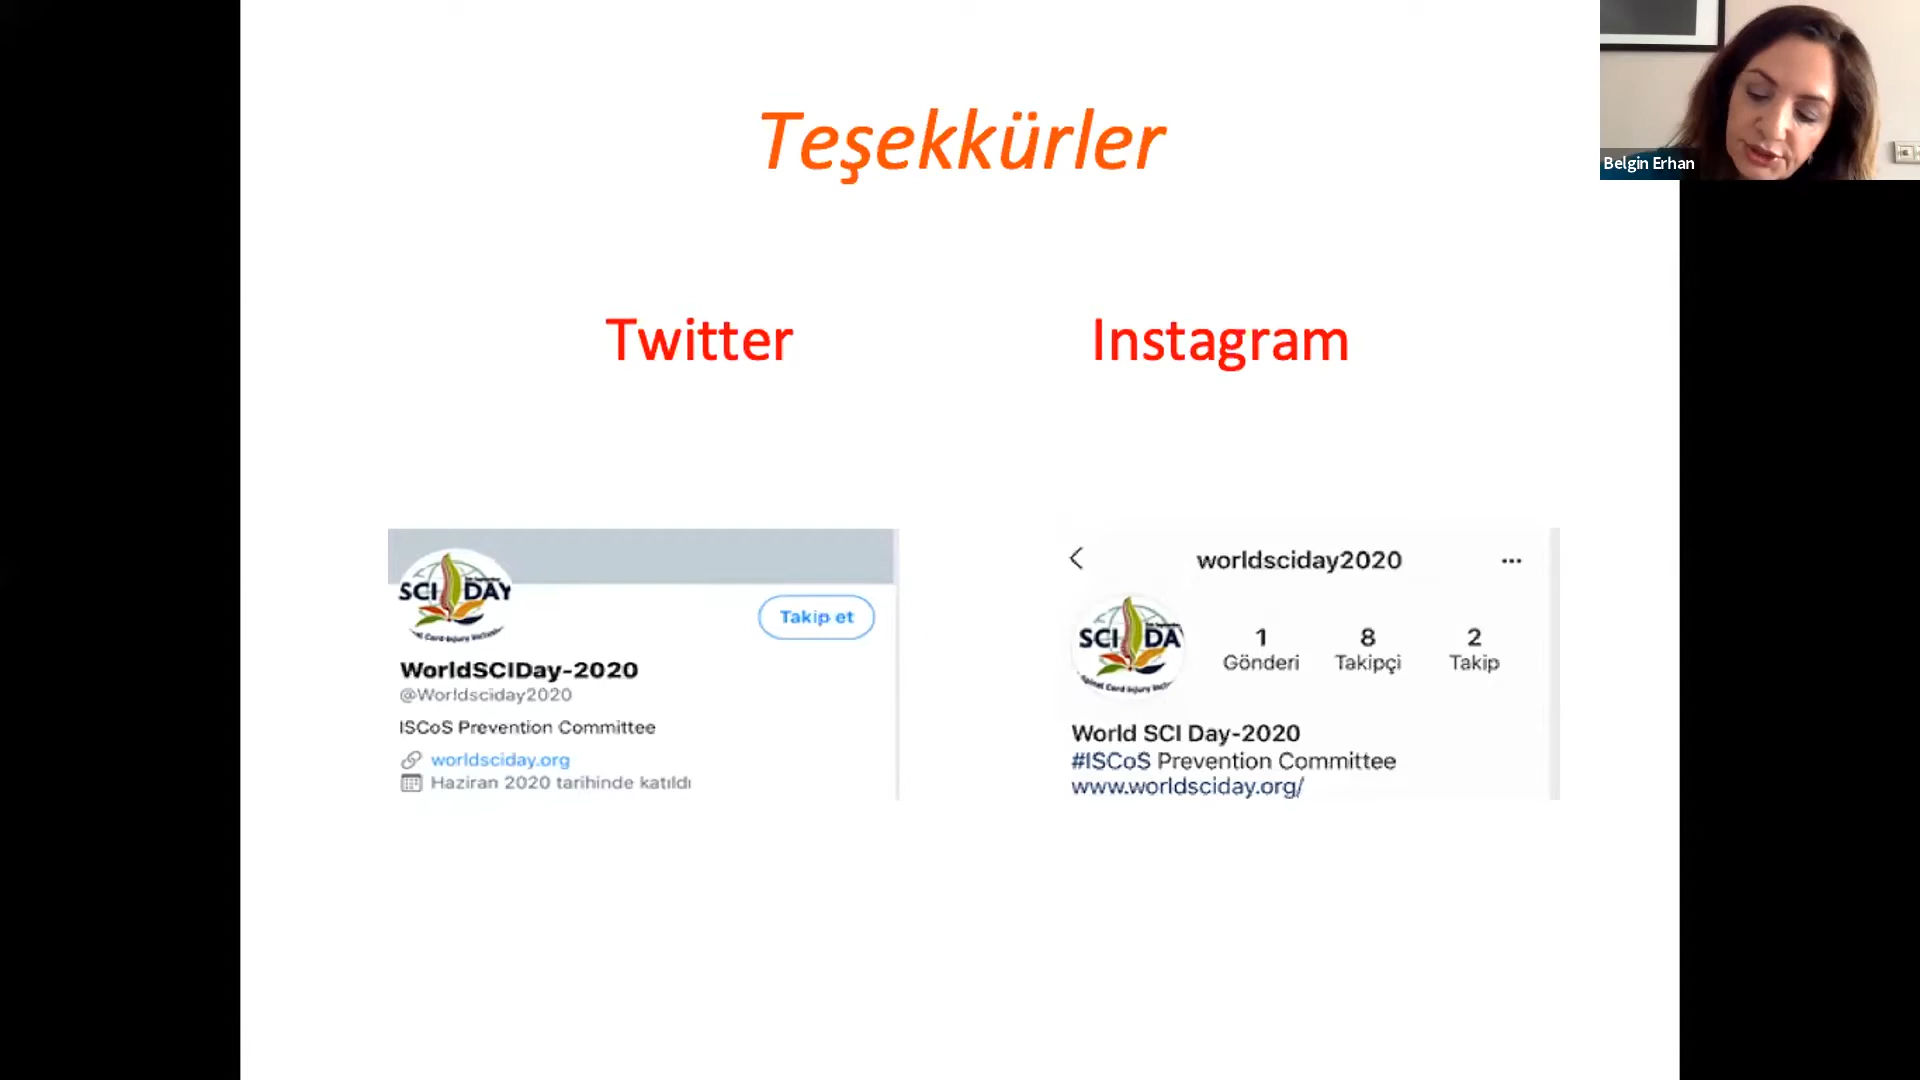 Teşekkürler
Belgin Erhan
Twitter
Instagram
SCI DAY
Takip et
WorldSCIDay-2020
@Worldsciday2020
ISCoS Prevention Committee
worldsciday.org
Haziran 2020 tarihinde katıldı
worldsciday2020
SCI DA
1 8 2
Gönderi Takipçi Takip
World SCI Day-2020
#ISCoS Prevention Committee
www.worldsciday.org/